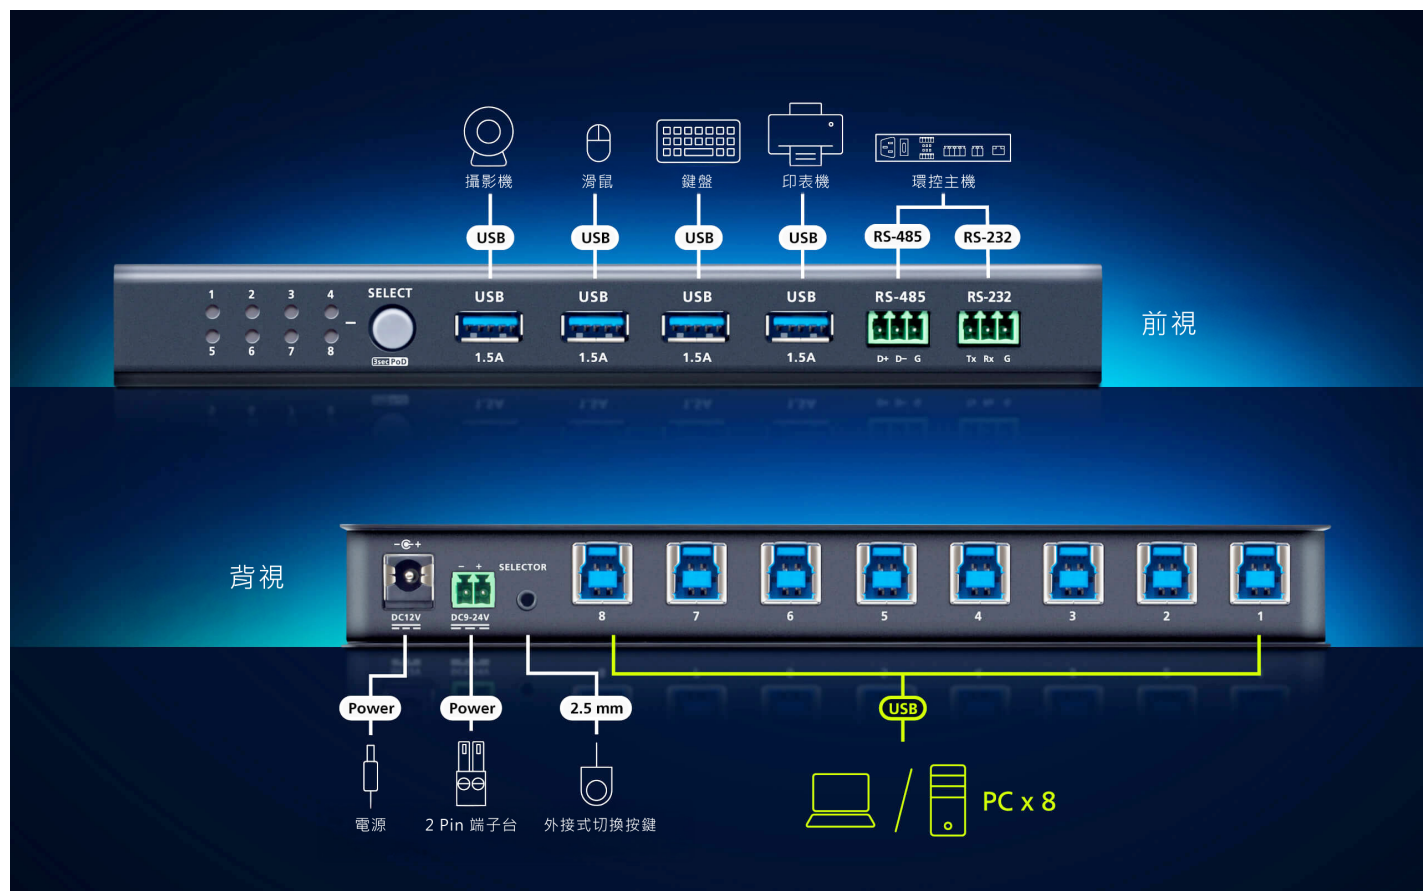 攝影機 滑鼠 鍵盤 印表機 環控主機
USB USB USB USB RS-485 RS-232
1 2 3 4 SELECT USB USB USB USB RS-485 RS-232
5 6 7 8 3sec PoD 1.5A 1.5A 1.5A 1.5A D+ D− G Tx Rx G
前視
背視
− + SELECTOR
DC12V DC9-24V 8 7 6 5 4 3 2 1
Power Power 2.5 mm USB
PC x 8
電源 2 Pin 端子台 外接式切換按鍵